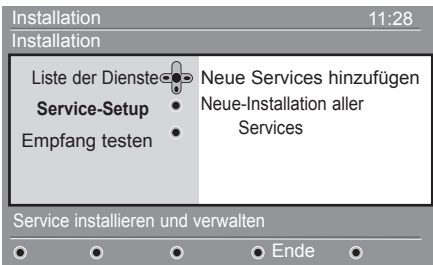 Installation 11:28
Installation
Liste der Dienste
Service-Setup
Empfang testen
Neue Services hinzufügen
Neue-Installation aller
Services
Service installieren und verwalten
Ende